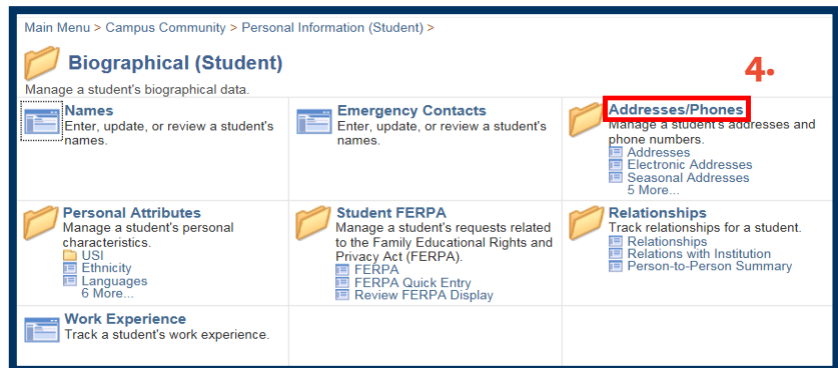 Main Menu > Campus Community > Personal Information (Student) >
Biographical (Student)
4.
Manage a student's biographical data.
Names
Enter, update, or review a student's
names.
Emergency Contacts
Enter, update, or review a student's
names.
Addresses/Phones
Manage a student's addresses and
phone numbers.
Addresses
Electronic Addresses
Seasonal Addresses
5 More...
Personal Attributes
Manage a student's personal
characteristics.
USI
Ethnicity
Languages
6 More...
Student FERPA
Manage a student's requests related
to the Family Educational Rights and
Privacy Act (FERPA).
FERPA
FERPA Quick Entry
Review FERPA Display
Relationships
Track relationships for a student.
Relationships
Relations with Institution
Person-to-Person Summary
Work Experience
Track a student's work experience.